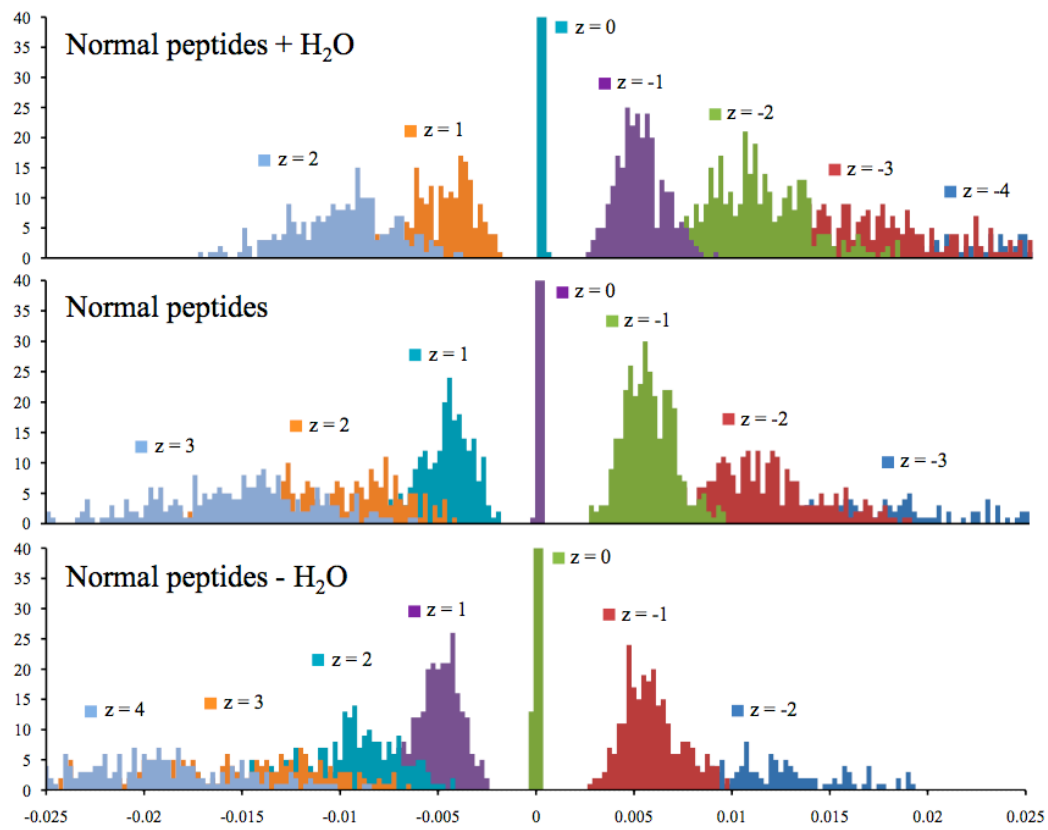 40
35
30
25
20
15
10
5
0
Normal peptides + H₂O
z = 0
z = -1
z = -2
z = 1
z = 2
z = -3
z = -4
40
35
30
25
20
15
10
5
0
Normal peptides
z = 0
z = -1
z = 1
z = -2
z = 2
z = 3
z = -3
40
35
30
25
20
15
10
5
0
Normal peptides - H₂O
z = 0
z = 1
z = -1
z = 2
z = 3
z = 4
z = -2
-0.025 -0.02 -0.015 -0.01 -0.005 0 0.005 0.01 0.015 0.02 0.025